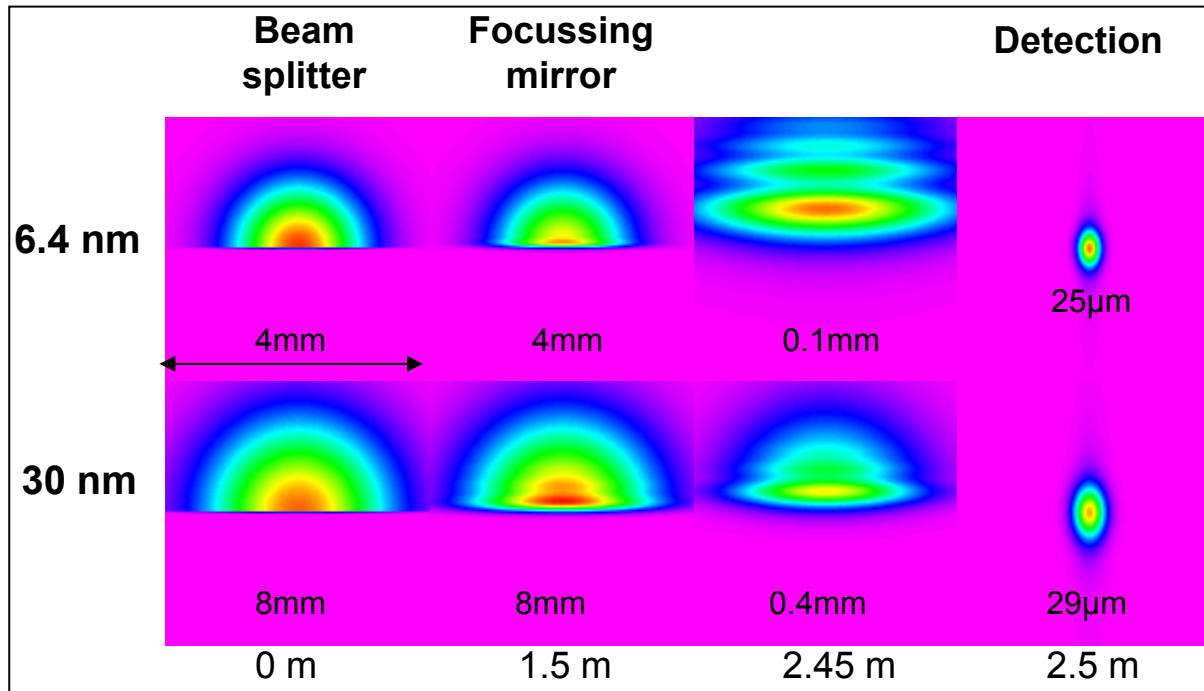 Beam splitter
Focussing mirror
Detection
6.4 nm
4mm
4mm
0.1mm
25µm
30 nm
8mm
8mm
0.4mm
29µm
0 m
1.5 m
2.45 m
2.5 m